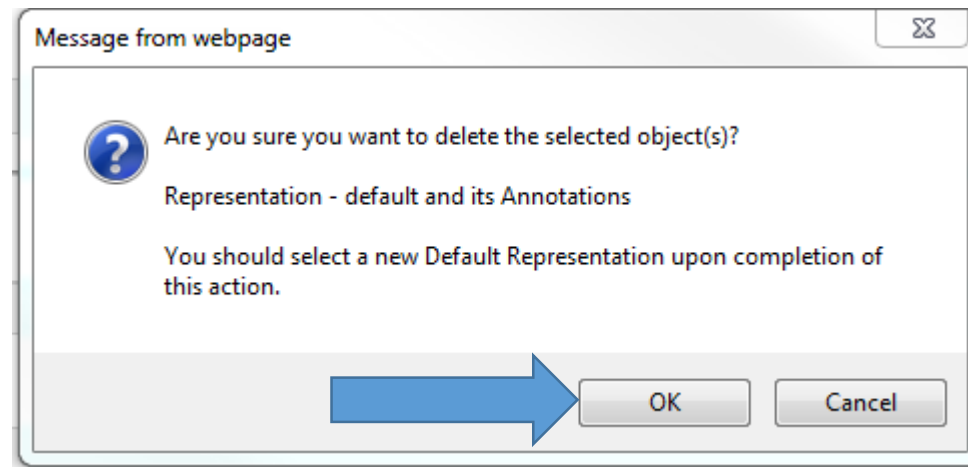 Message from webpage
Are you sure you want to delete the selected object(s)?
Representation - default and its Annotations
You should select a new Default Representation upon completion of
this action.
OK
Cancel